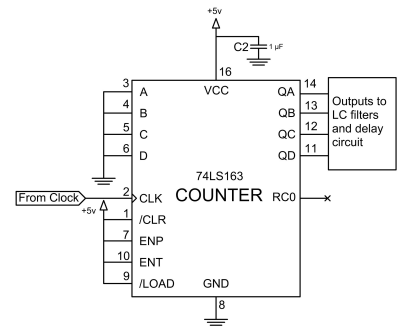 +5v
C2
1 µF
16
VCC
3
A
4
B
5
C
6
D
14
QA
13
QB
12
QC
11
QD
Outputs to
LC filters
and delay
circuit
74LS163
COUNTER
From Clock
+5v
2
CLK
1
/CLR
7
ENP
10
ENT
9
/LOAD
RC0
GND
8